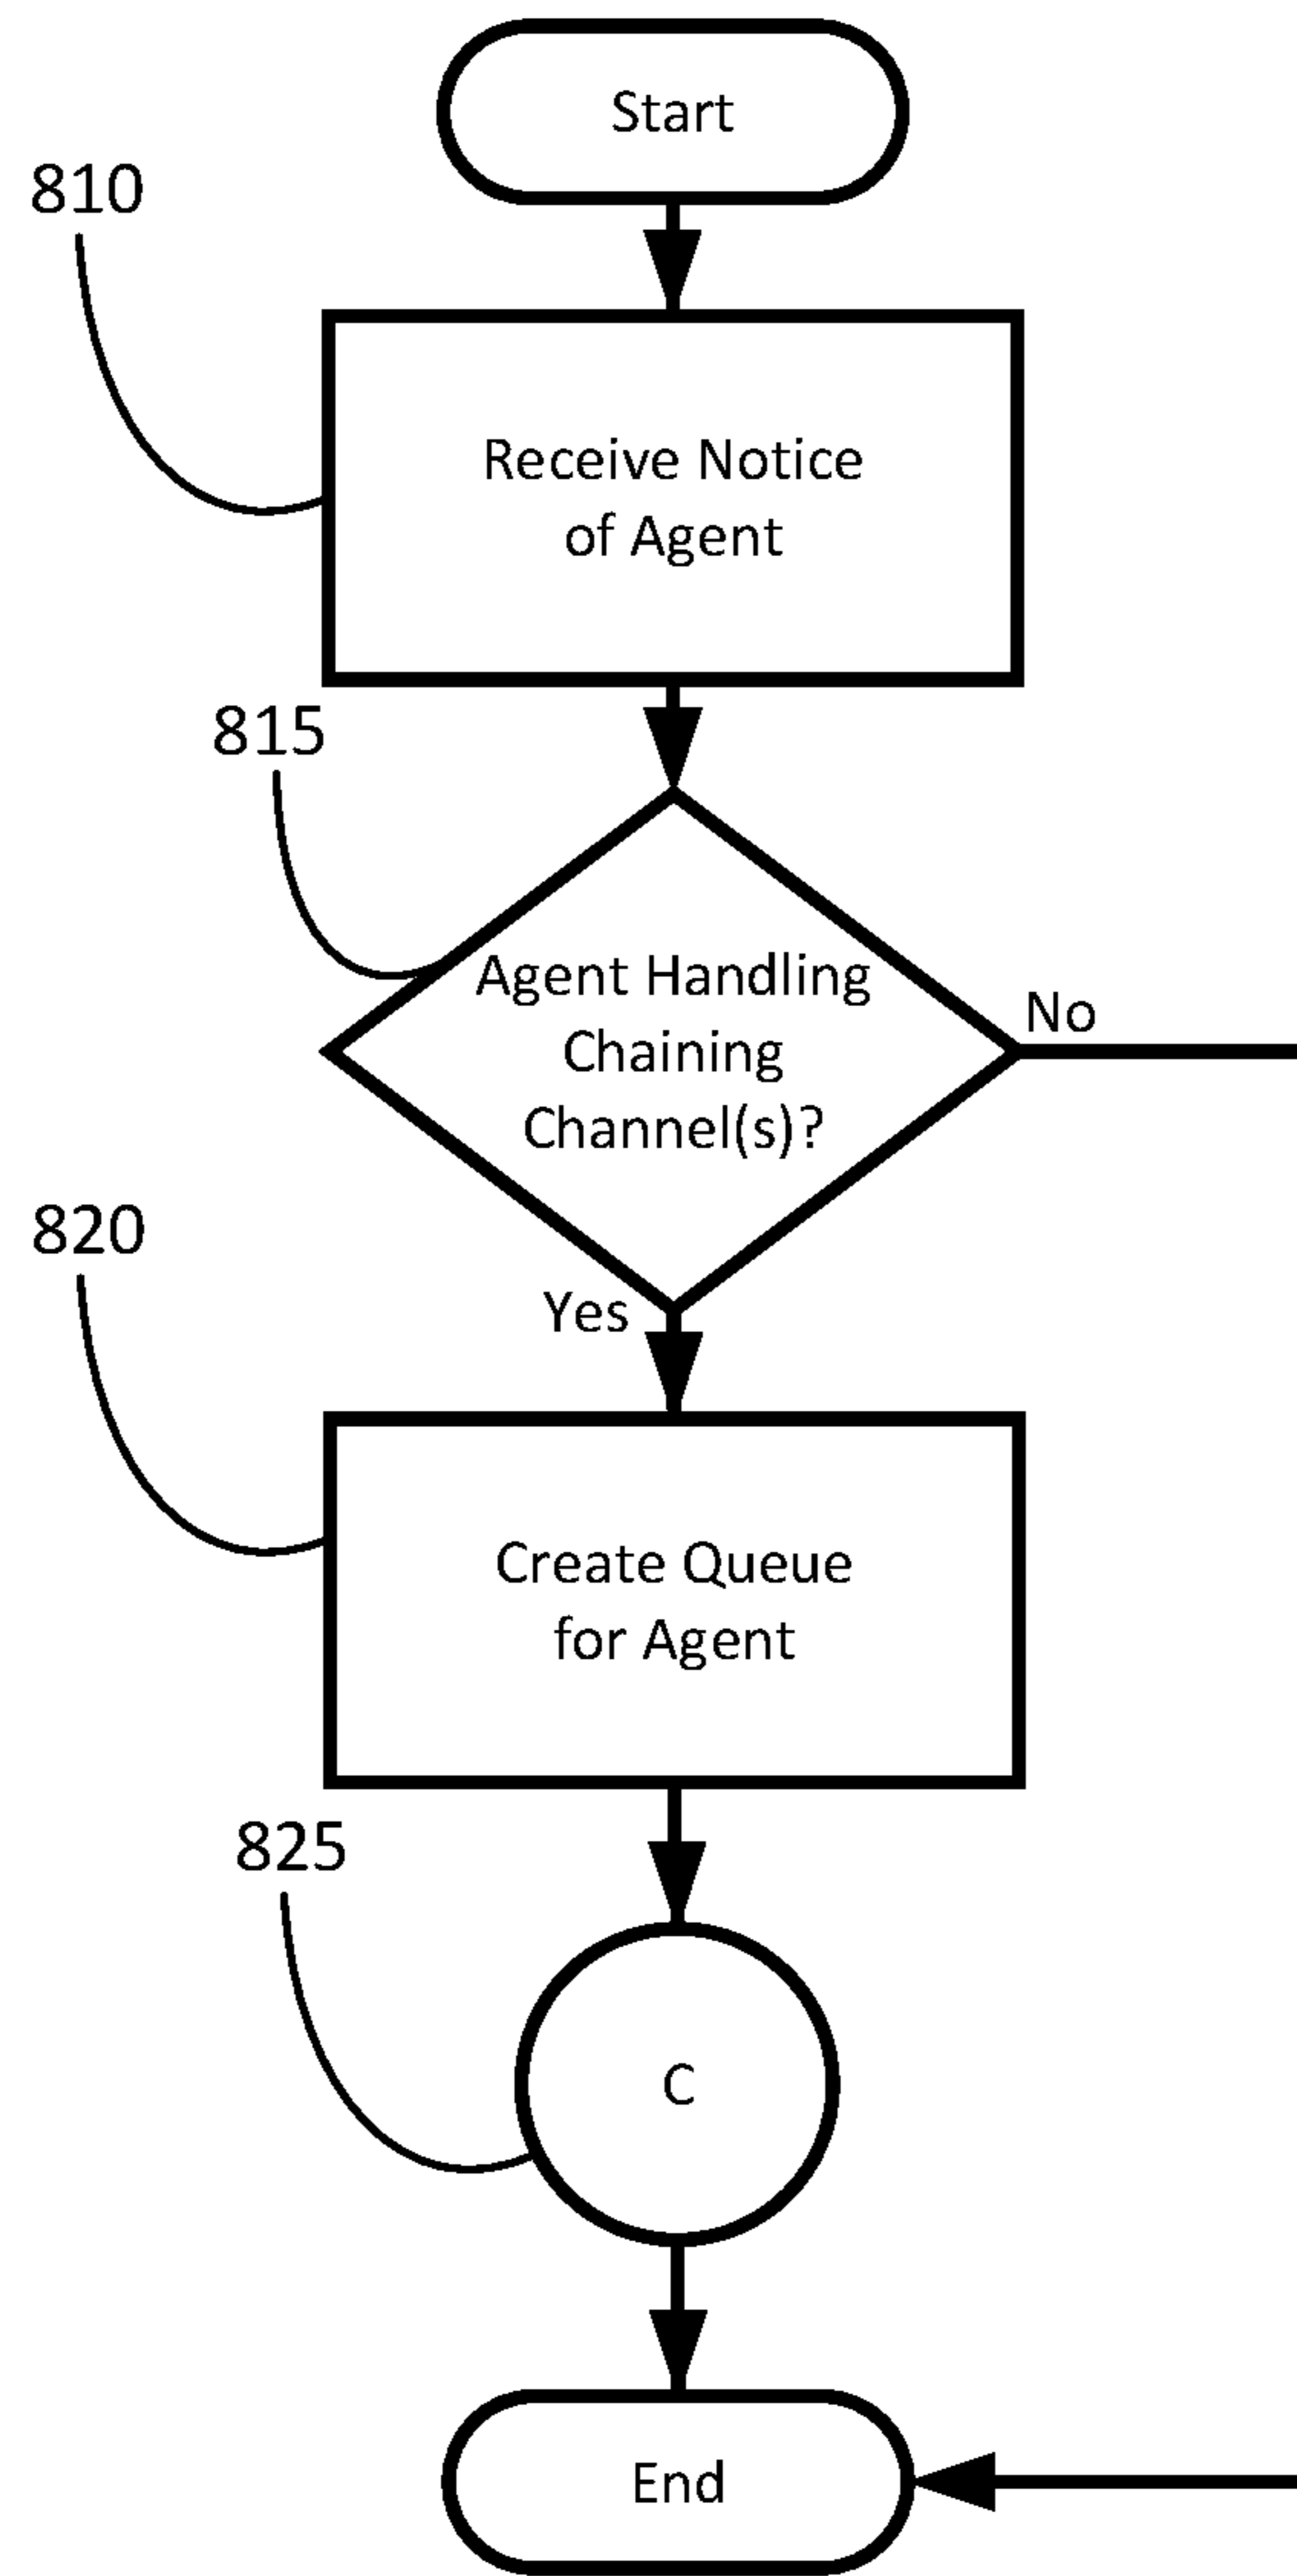 Start
810
Receive Notice
of Agent
815
Agent Handling
Chaining
Channel(s)?
No
820
Yes
Create Queue
for Agent
825
C
End